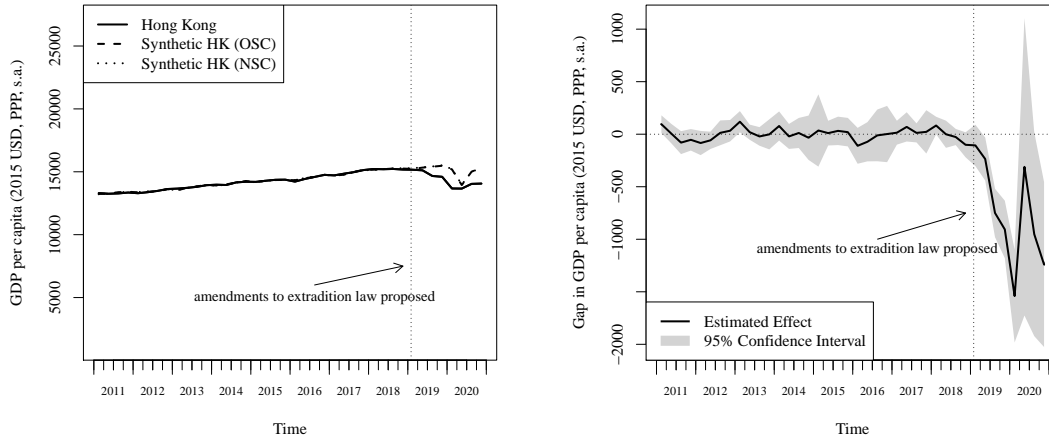 GDP per capita (2015 USD, PPP, s.a.)
25000
20000
15000
10000
5000
Hong Kong
Synthetic HK (OSC)
Synthetic HK (NSC)
amendments to extradition law proposed
2011 2012 2013 2014 2015 2016 2017 2018 2019 2020
Time
Gap in GDP per capita (2015 USD, PPP, s.a.)
1000
500
0
−500
−1000
−2000
amendments to extradition law proposed
Estimated Effect
95% Confidence Interval
2011 2012 2013 2014 2015 2016 2017 2018 2019 2020
Time